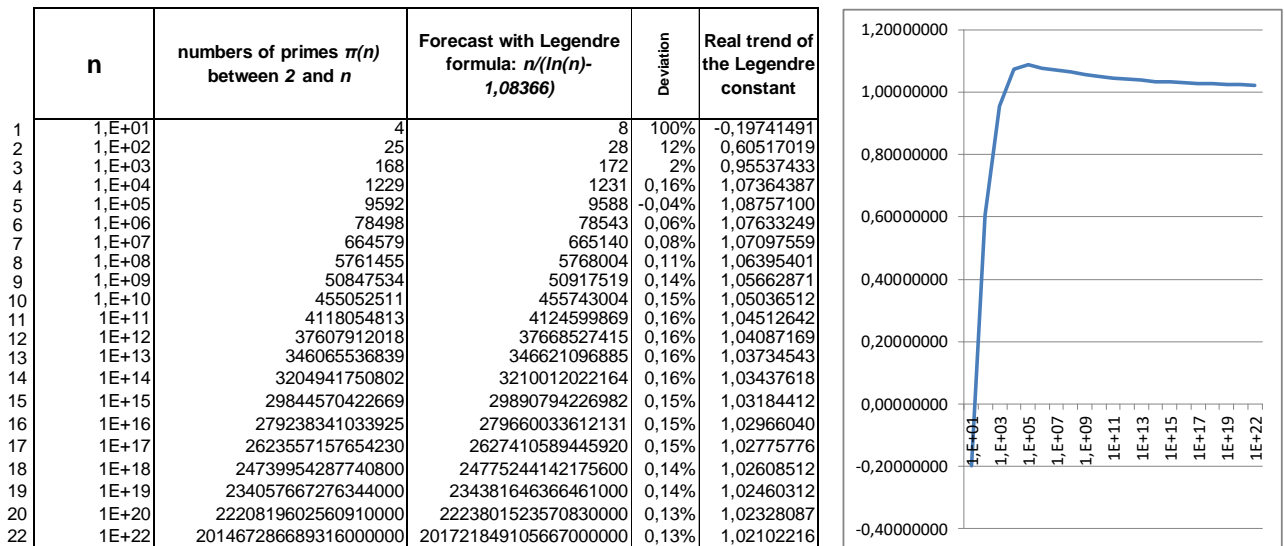 n	numbers of primes π(n) between 2 and n	Forecast with Legendre formula: n/(ln(n)-1,08366)	Deviation	Real trend of the Legendre constant
1	1,E+01	4	8	100%	-0,19741491
2	1,E+02	25	28	12%	0,60517019
3	1,E+03	168	172	2%	0,95537433
4	1,E+04	1229	1231	0,16%	1,07364387
5	1,E+05	9592	9588	-0,04%	1,08757100
6	1,E+06	78498	78543	0,06%	1,07633249
7	1,E+07	664579	665140	0,08%	1,07097559
8	1,E+08	5761455	5768004	0,11%	1,06395401
9	1,E+09	50847534	50917519	0,14%	1,05662871
10	1,E+10	455052511	455743004	0,15%	1,05036512
11	1E+11	4118054813	4124599869	0,16%	1,04512642
12	1E+12	37607912018	37668527415	0,16%	1,04087169
13	1E+13	346065536839	346621096885	0,16%	1,03734543
14	1E+14	3204941750802	3210012022164	0,16%	1,03437618
15	1E+15	29844570422669	29890794226982	0,15%	1,03184412
16	1E+16	279238341033925	279660033612131	0,15%	1,02966040
17	1E+17	2623557157654230	2627410589445920	0,15%	1,02775776
18	1E+18	24739954287740800	24775244142175600	0,14%	1,02608512
19	1E+19	234057667276344000	234381646366461000	0,14%	1,02460312
20	1E+20	2220819602560910000	2223801523570830000	0,13%	1,02328087
22	1E+22	201467286689316000000	201721849105667000000	0,13%	1,02102216
1,20000000
1,00000000
0,80000000
0,60000000
0,40000000
0,20000000
0,00000000
-0,20000000
-0,40000000
1,E+01
1,E+03
1,E+05
1,E+07
1,E+09
1E+11
1E+13
1E+15
1E+17
1E+19
1E+22